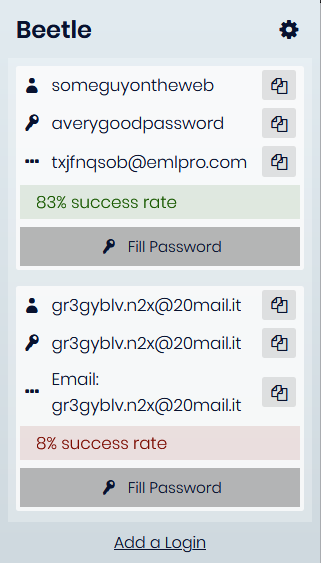 Beetle
someguyontheweb
averygoodpassword
txjfnqsob@emlpro.com
83% success rate
Fill Password
gr3gyblv.n2x@20mail.it
gr3gyblv.n2x@20mail.it
Email:
gr3gyblv.n2x@20mail.it
8% success rate
Fill Password
Add a Login